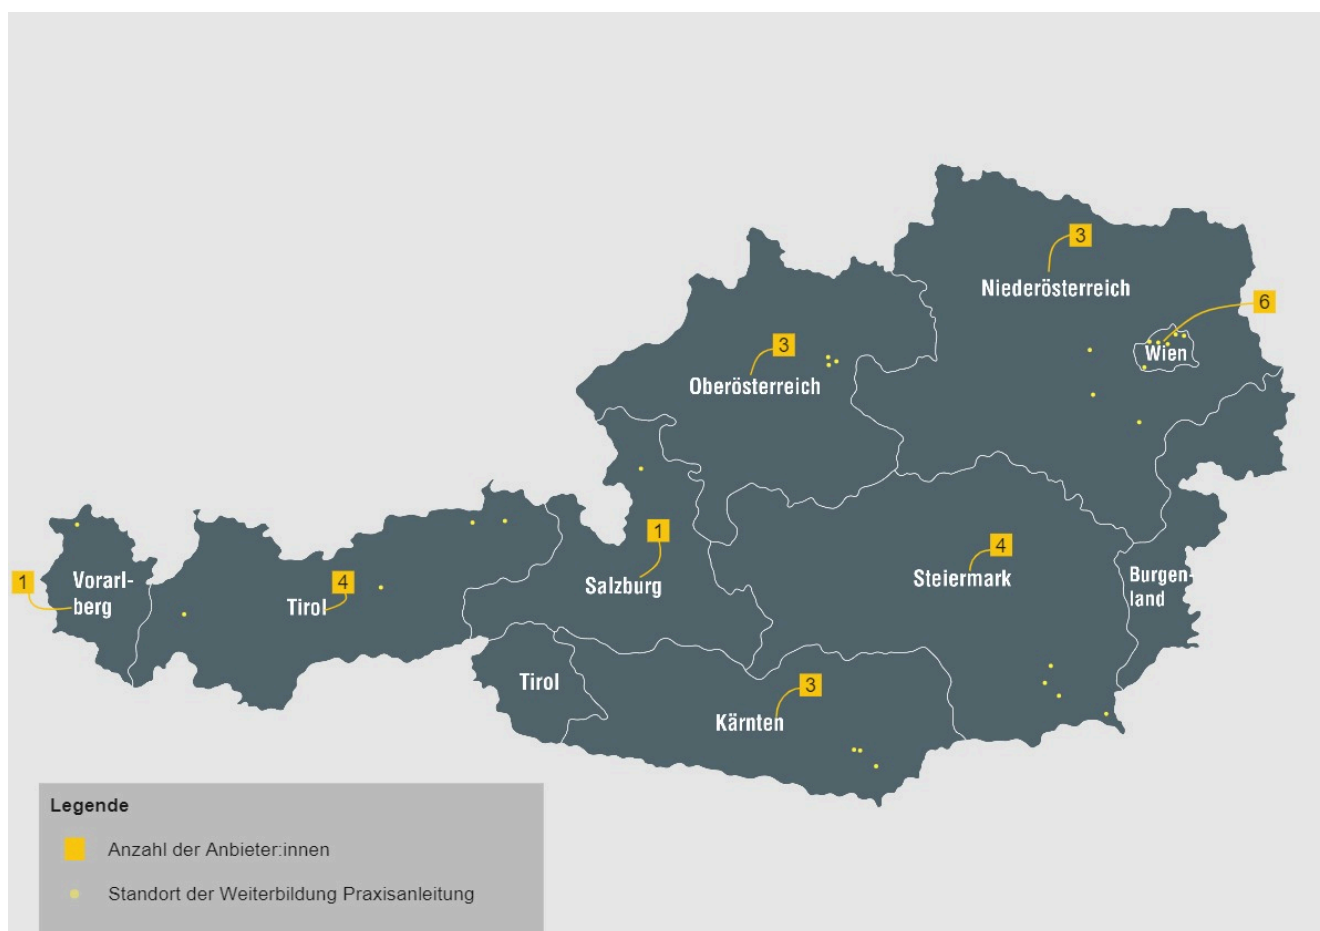 3
Niederösterreich
6
Wien
3
Oberösterreich
1
Salzburg
4
Steiermark
Burgen-
land
1
Vorarl-
berg
4
Tirol
Tirol
3
Kärnten
Legende
Anzahl der Anbieter:innen
Standort der Weiterbildung Praxisanleitung